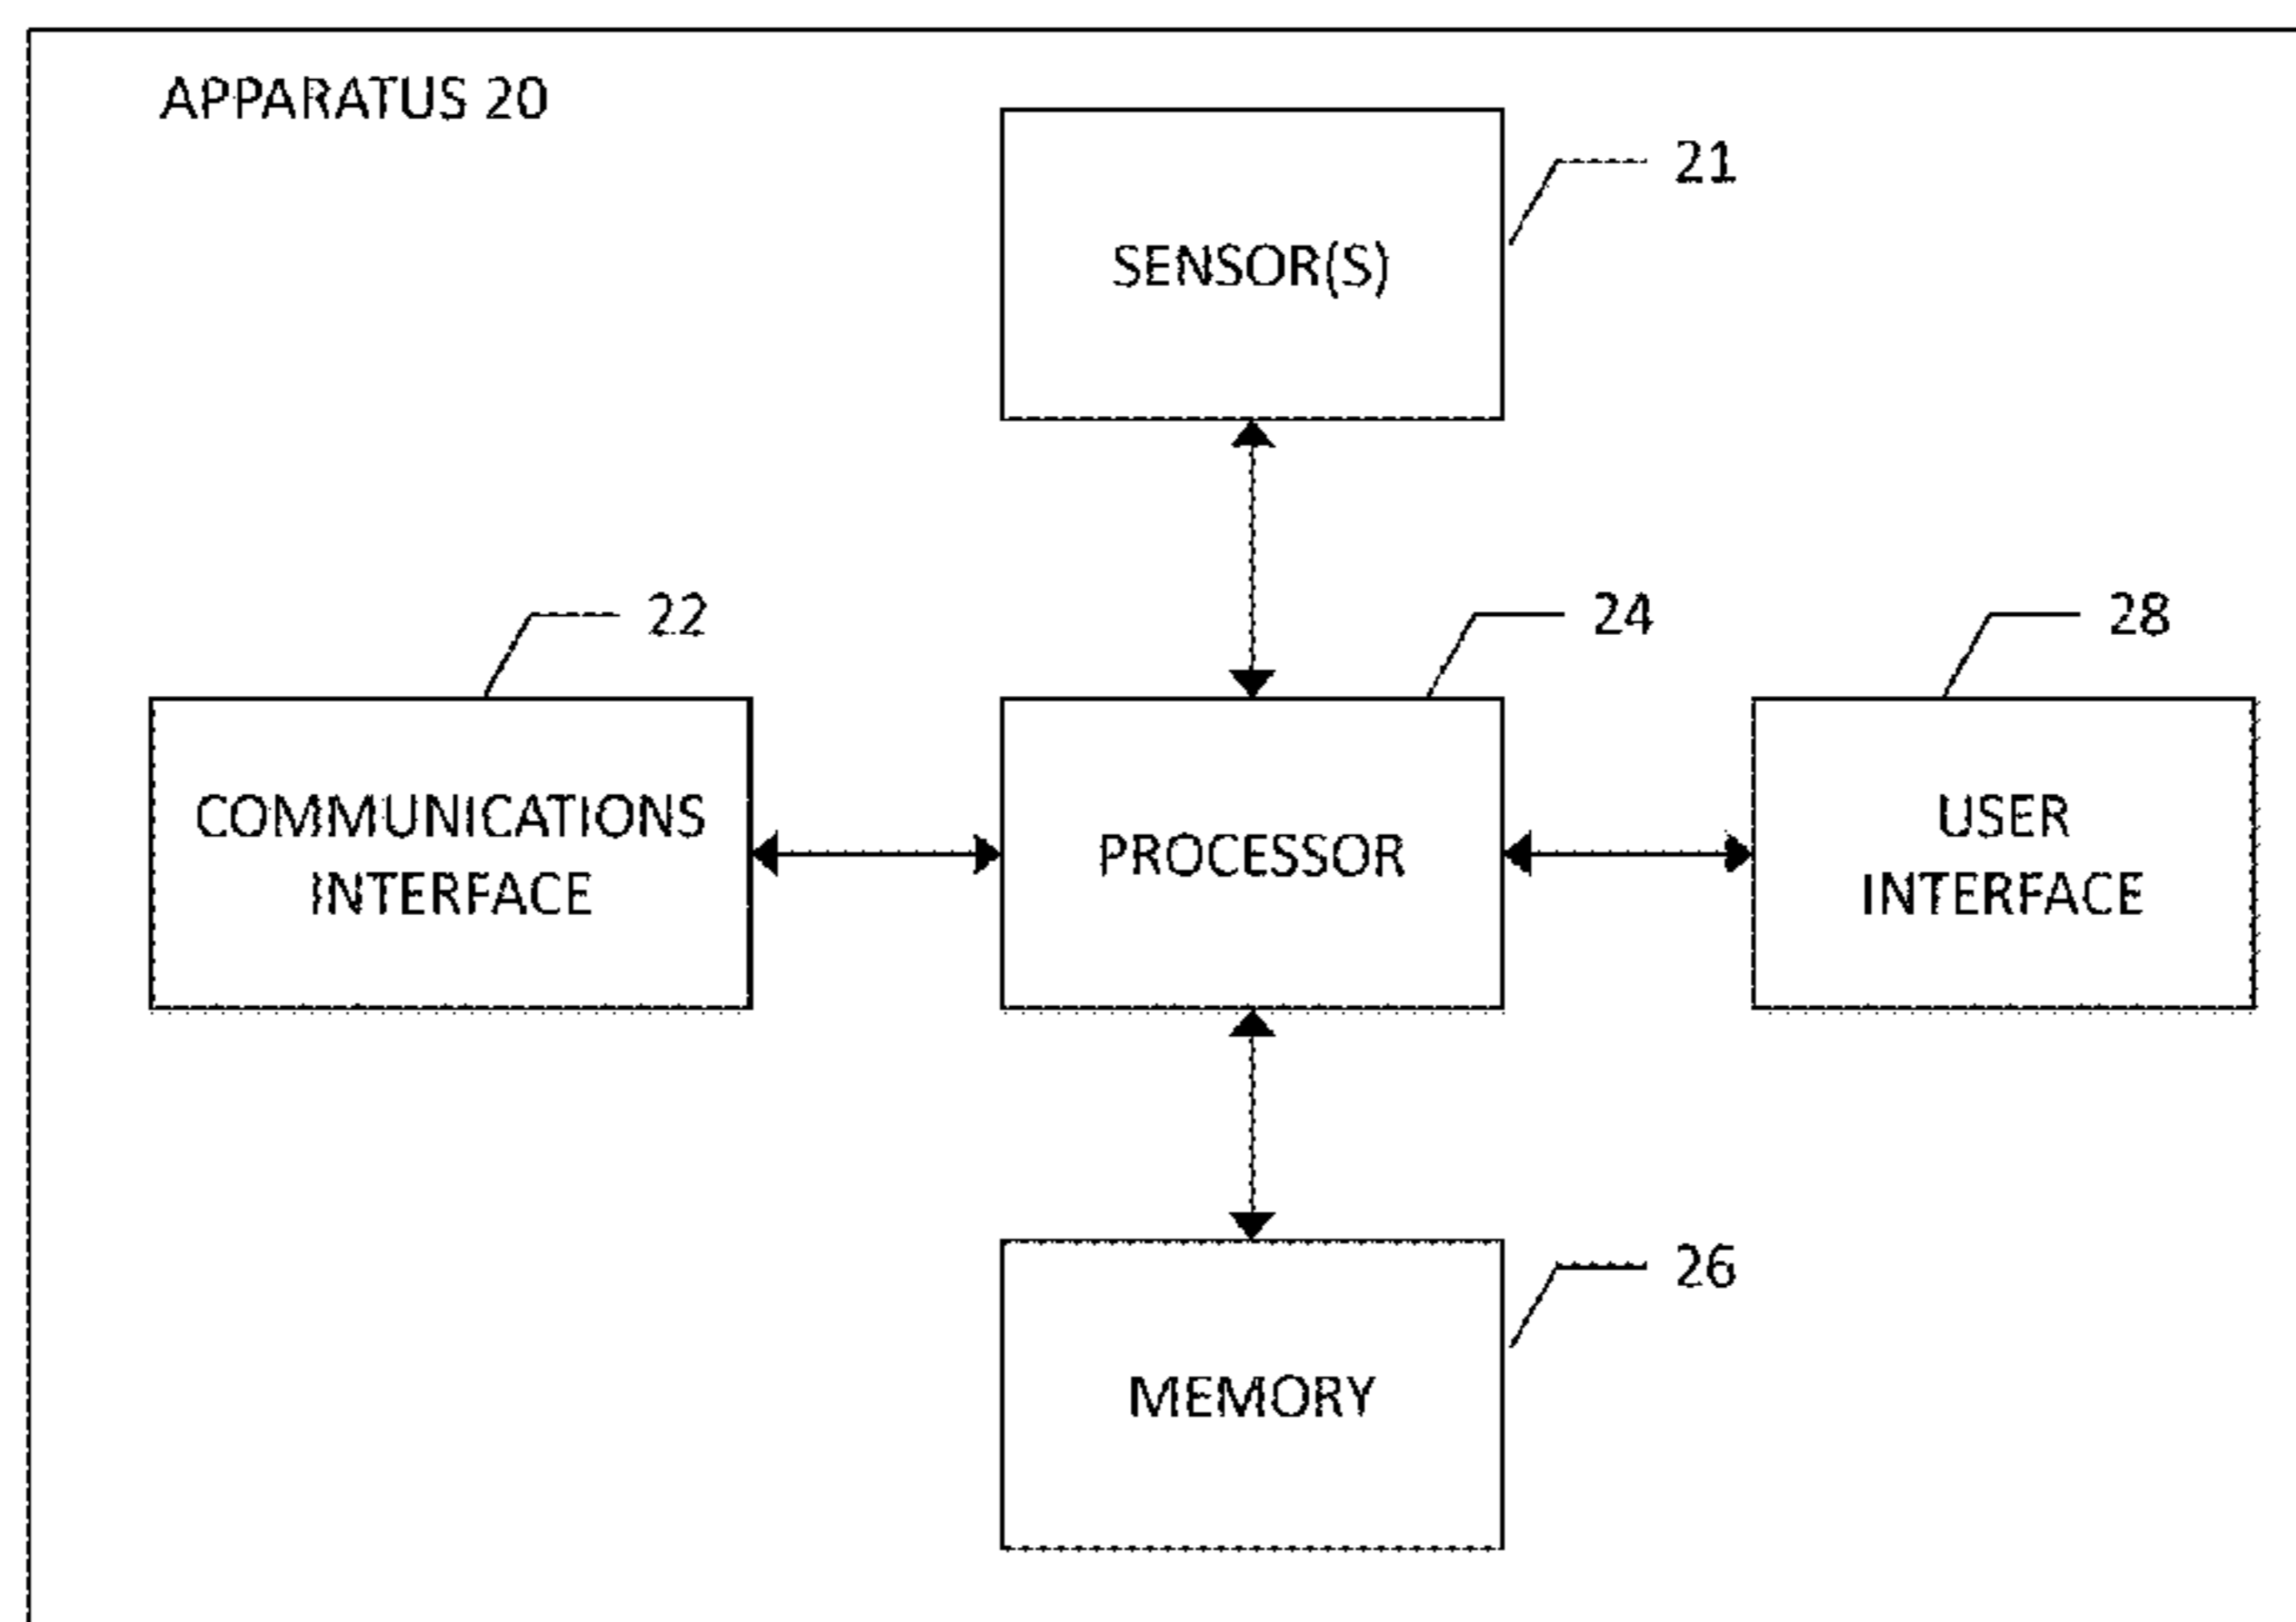 APPARATUS 20
21
SENSOR(S)
22
24
28
COMMUNICATIONS
INTERFACE
PROCESSOR
USER
INTERFACE
26
MEMORY